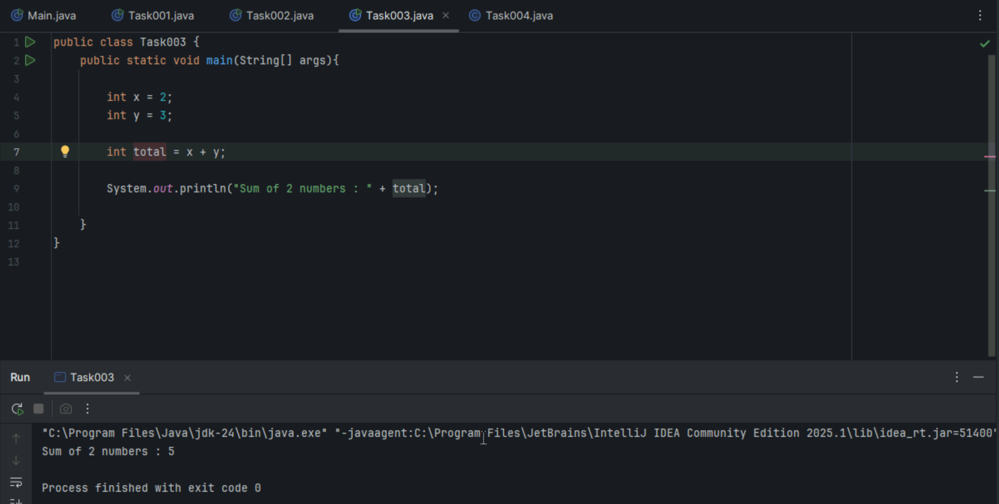 Main.java Task001.java Task002.java Task003.java Task004.java
1 public class Task003 {
2 public static void main(String[] args){
3
4 int x = 2;
5 int y = 3;
6
7 int total = x + y;
8
9 System.out.println("Sum of 2 numbers : " + total);
10
11 }
12 }
13
Run Task003
"C:\Program Files\Java\jdk-24\bin\java.exe" "-javaagent:C:\Program Files\JetBrains\IntelliJ IDEA Community Edition 2025.1\lib\idea_rt.jar=51400"
Sum of 2 numbers : 5
Process finished with exit code 0